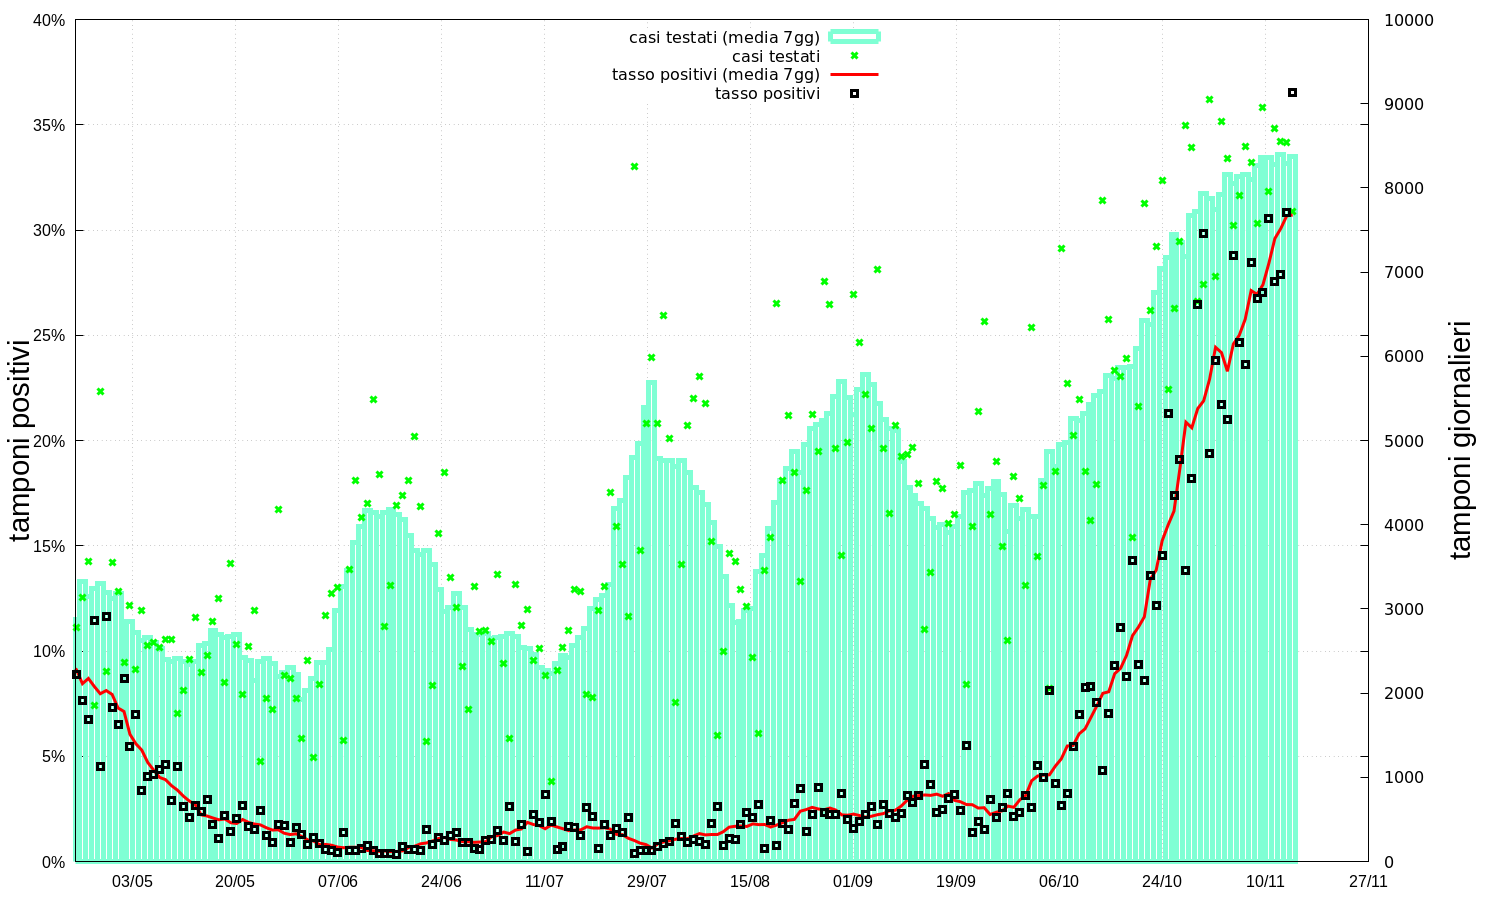 casi testati (media 7gg)
casi testati
tasso positivi (media 7gg)
tasso positivi
tamponi positivi
40%
35%
30%
25%
20%
15%
10%
5%
0%
10000
9000
8000
7000
6000
5000
4000
3000
2000
1000
0
tamponi giornalieri
03/05 20/05 07/06 24/06 11/07 29/07 15/08 01/09 19/09 06/10 24/10 10/11 27/11